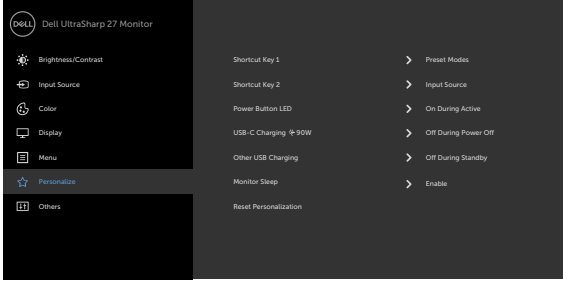 DELL Dell UltraSharp 27 Monitor
Brightness/Contrast
Input Source
Color
Display
Menu
Personalize
Others
Shortcut Key 1 Preset Modes
Shortcut Key 2 Input Source
Power Button LED On During Active
USB-C Charging 90W Off During Power Off
Other USB Charging Off During Standby
Monitor Sleep Enable
Reset Personalization